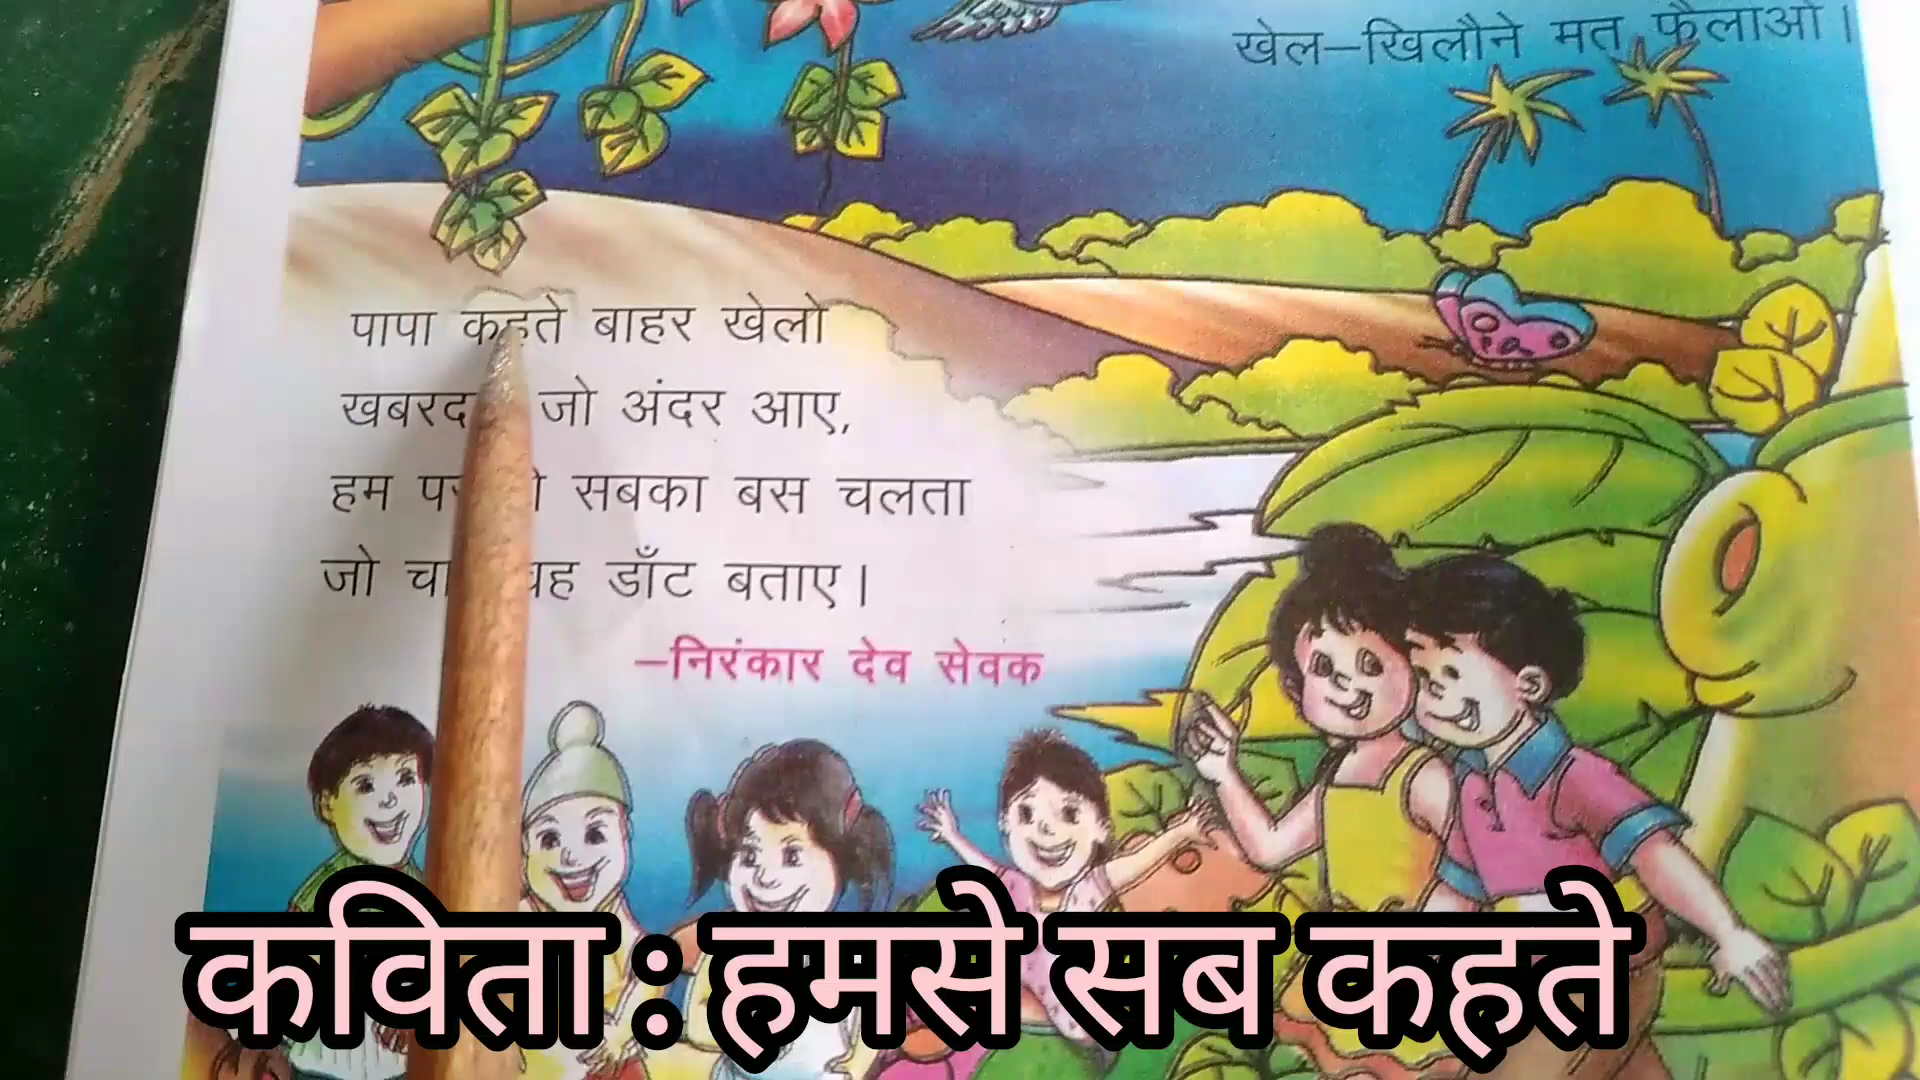 खेल–खिलौने मत फैलाओ।
पापा कहते बाहर खेलो
जो अंदर आए,
हम सबका बस चलता
जो डाँट बताए।
–निरंकार देव सेवक
कविता : हमसे सब कहते